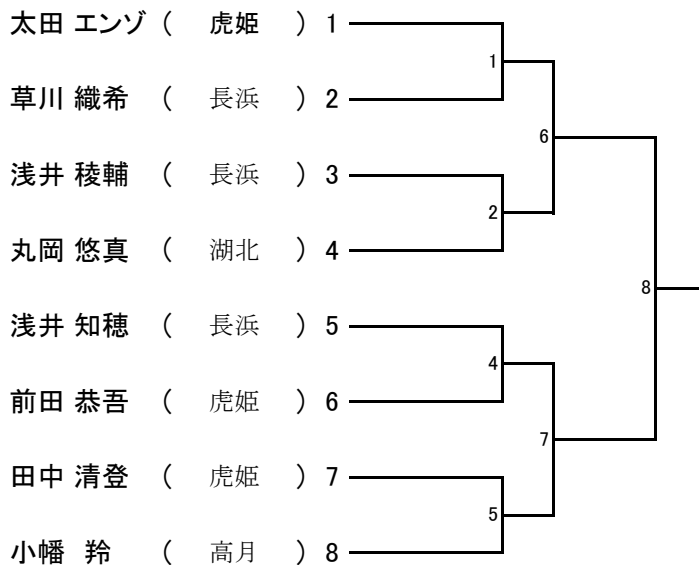 太田 エンゾ ( 虎姫 ) 1
1
草川 織希 ( 長浜 ) 2
6
浅井 稜輔 ( 長浜 ) 3
2
丸岡 悠真 ( 湖北 ) 4
8
浅井 知穂 ( 長浜 ) 5
4
前田 恭吾 ( 虎姫 ) 6
7
田中 清登 ( 虎姫 ) 7
5
小幡 羚 ( 高月 ) 8